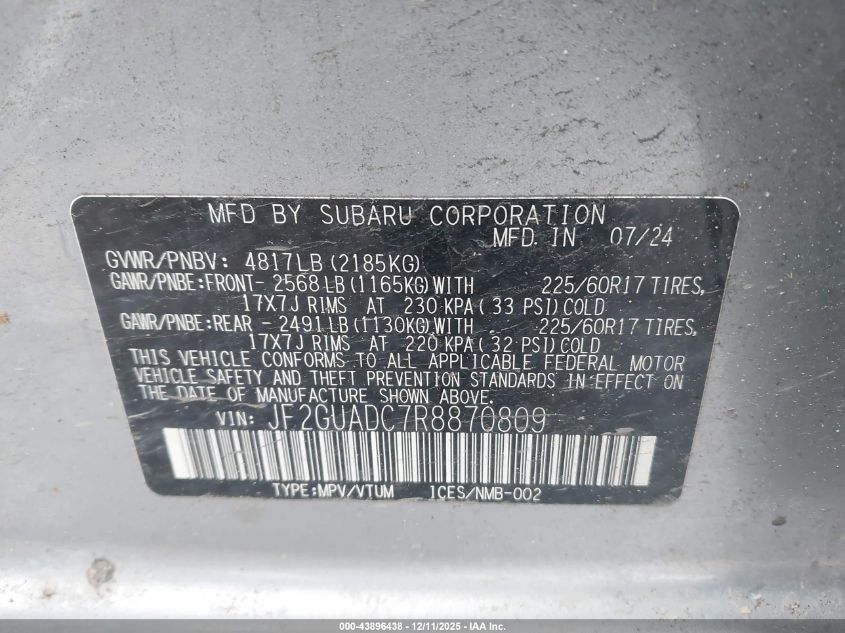 MFD BY SUBARU CORPORATION
MFD. IN 07/24
GVWR/PNBV: 4817LB (2185KG)
GAWR/PNBE:FRONT- 2568LB (1165KG)WITH 225/60R17 TIRES,
17X7J RIMS AT 230 KPA( 33 PSI)COLD
GAWR/PNBE:REAR - 2491LB (1130KG)WITH 225/60R17 TIRES,
17X7J RIMS AT 220 KPA( 32 PSI)COLD
THIS VEHICLE CONFORMS TO ALL APPLICABLE FEDERAL MOTOR
VEHICLE SAFETY AND THEFT PREVENTION STANDARDS IN EFFECT ON
THE DATE OF MANUFACTURE SHOWN ABOVE.
VIN: JF2GUADC7R8870809
TYPE:MPV/VTUM ICES/NMB-002
000-43896438 - 12/11/2025 - IAA Inc.